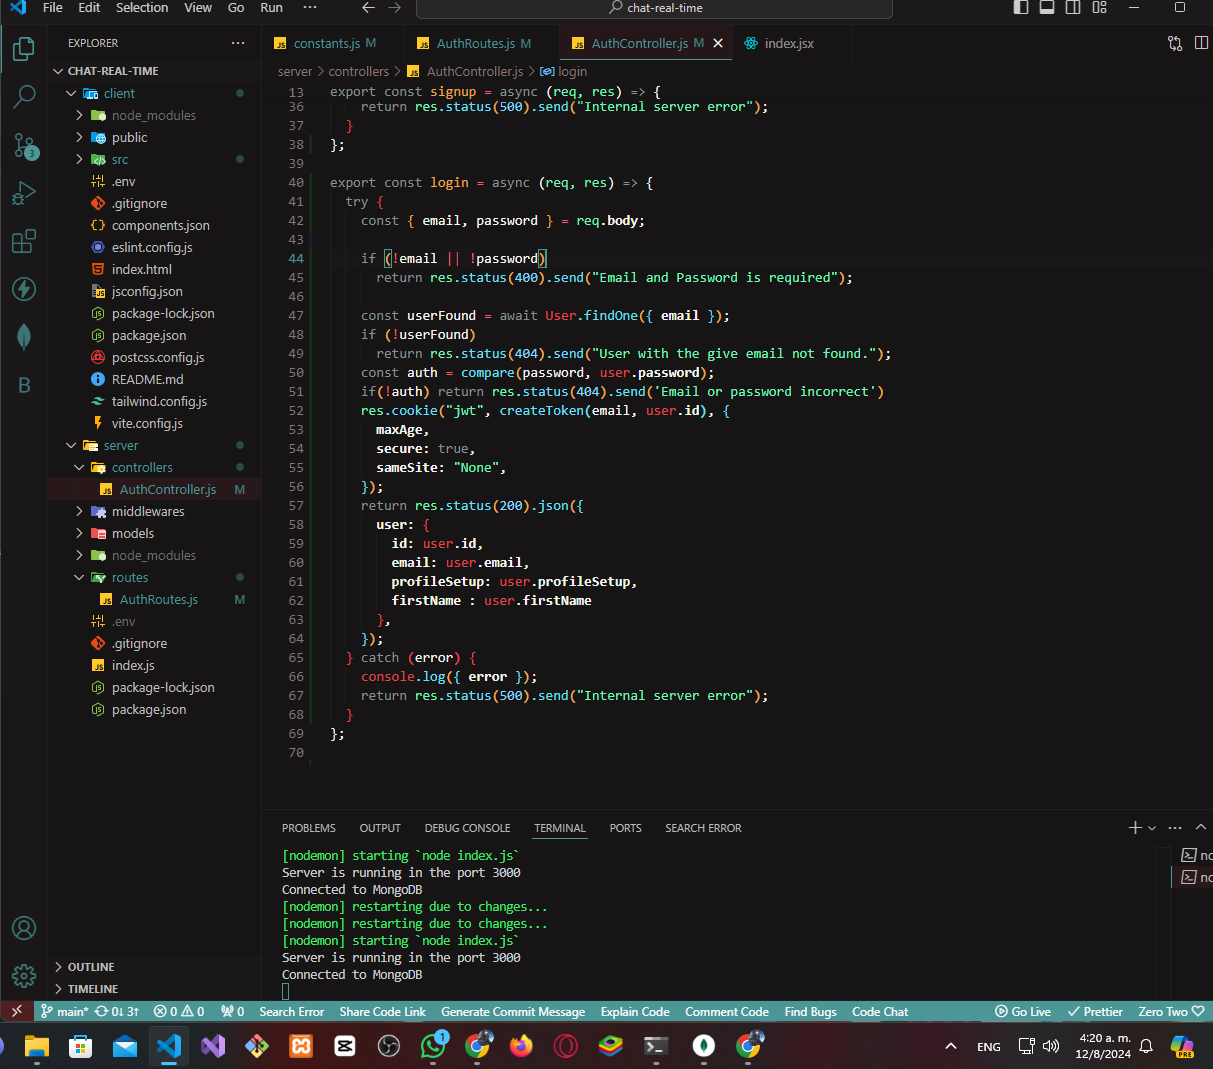 File Edit Selection View Go Run ···
chat-real-time
EXPLORER
constants.js M
AuthRoutes.js M
AuthController.js M
index.jsx
CHAT-REAL-TIME
client
node_modules
public
src
.env
.gitignore
components.json
eslint.config.js
index.html
jsconfig.json
package-lock.json
package.json
postcss.config.js
README.md
tailwind.config.js
vite.config.js
server
controllers
AuthController.js M
middlewares
models
node_modules
routes
AuthRoutes.js M
.env
.gitignore
index.js
package-lock.json
package.json
OUTLINE
TIMELINE
server > controllers > AuthController.js > login
13 export const signup = async (req, res) => {
36 return res.status(500).send("Internal server error");
37 }
38 };
39
40 export const login = async (req, res) => {
41 try {
42 const { email, password } = req.body;
43
44 if (!email || !password)
45 return res.status(400).send("Email and Password is required");
46
47 const userFound = await User.findOne({ email });
48 if (!userFound)
49 return res.status(404).send("User with the give email not found.");
50 const auth = compare(password, user.password);
51 if(!auth) return res.status(404).send('Email or password incorrect')
52 res.cookie("jwt", createToken(email, user.id), {
53 maxAge,
54 secure: true,
55 sameSite: "None",
56 });
57 return res.status(200).json({
58 user: {
59 id: user.id,
60 email: user.email,
61 profileSetup: user.profileSetup,
62 firstName : user.firstName
63 },
64 });
65 } catch (error) {
66 console.log({ error });
67 return res.status(500).send("Internal server error");
68 }
69 };
70
PROBLEMS OUTPUT DEBUG CONSOLE TERMINAL PORTS SEARCH ERROR
[nodemon] starting `node index.js`
Server is running in the port 3000
Connected to MongoDB
[nodemon] restarting due to changes...
[nodemon] restarting due to changes...
[nodemon] starting `node index.js`
Server is running in the port 3000
Connected to MongoDB
no
no
main* 0↓ 3↑ 0 0 0 Search Error Share Code Link Generate Commit Message Explain Code Comment Code Find Bugs Code Chat Go Live Prettier Zero Two
ENG
4:20 a. m.
12/8/2024
PRE
3
B
1